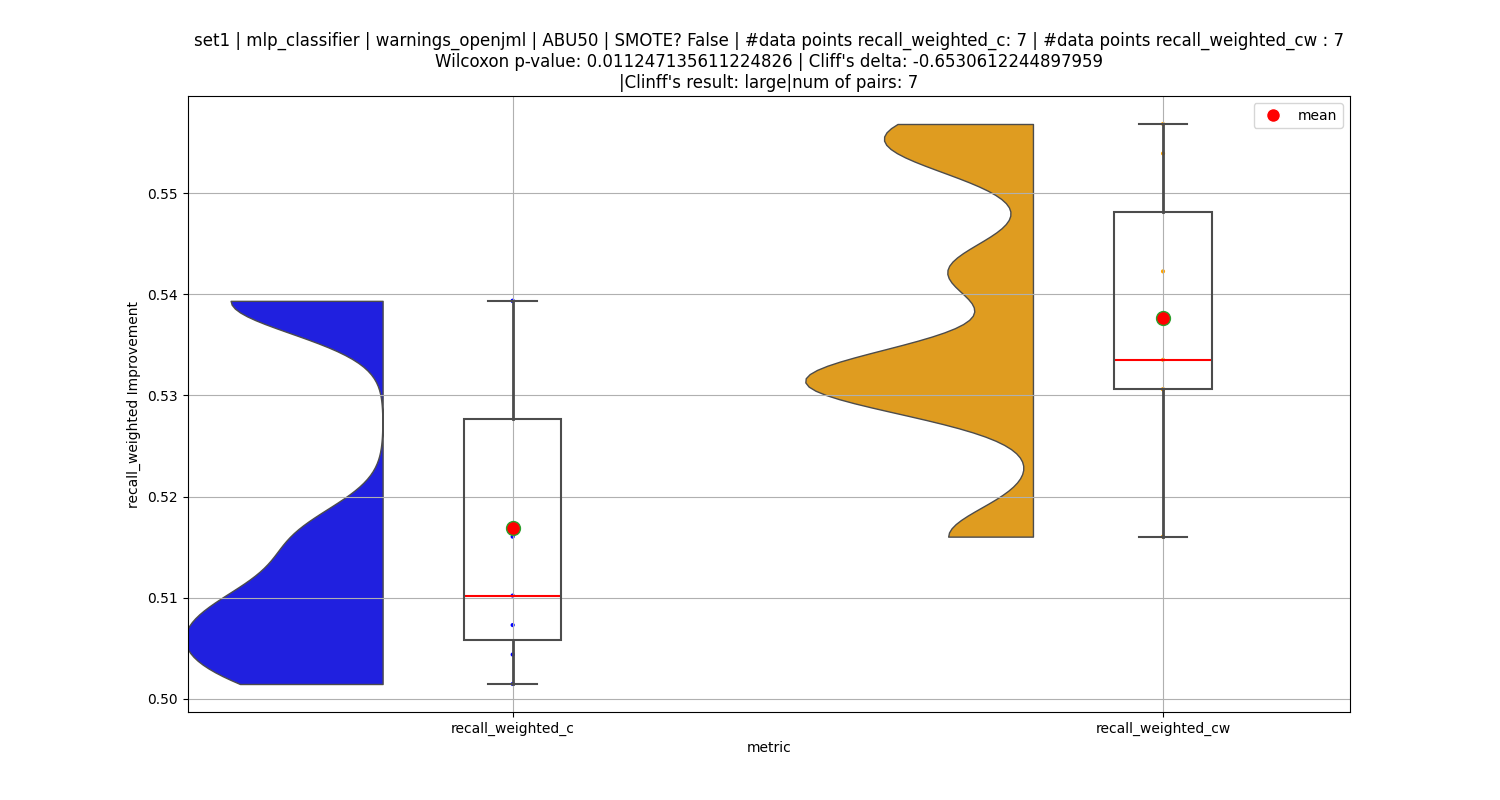 set1 | mlp_classifier | warnings_openjml | ABU50 | SMOTE? False | #data points recall_weighted_c: 7 | #data points recall_weighted_cw : 7
Wilcoxon p-value: 0.011247135611224826 | Cliff's delta: -0.6530612244897959
|Clinff's result: large|num of pairs: 7
mean
recall_weighted Improvement
0.55
0.54
0.53
0.52
0.51
0.50
recall_weighted_c
recall_weighted_cw
metric